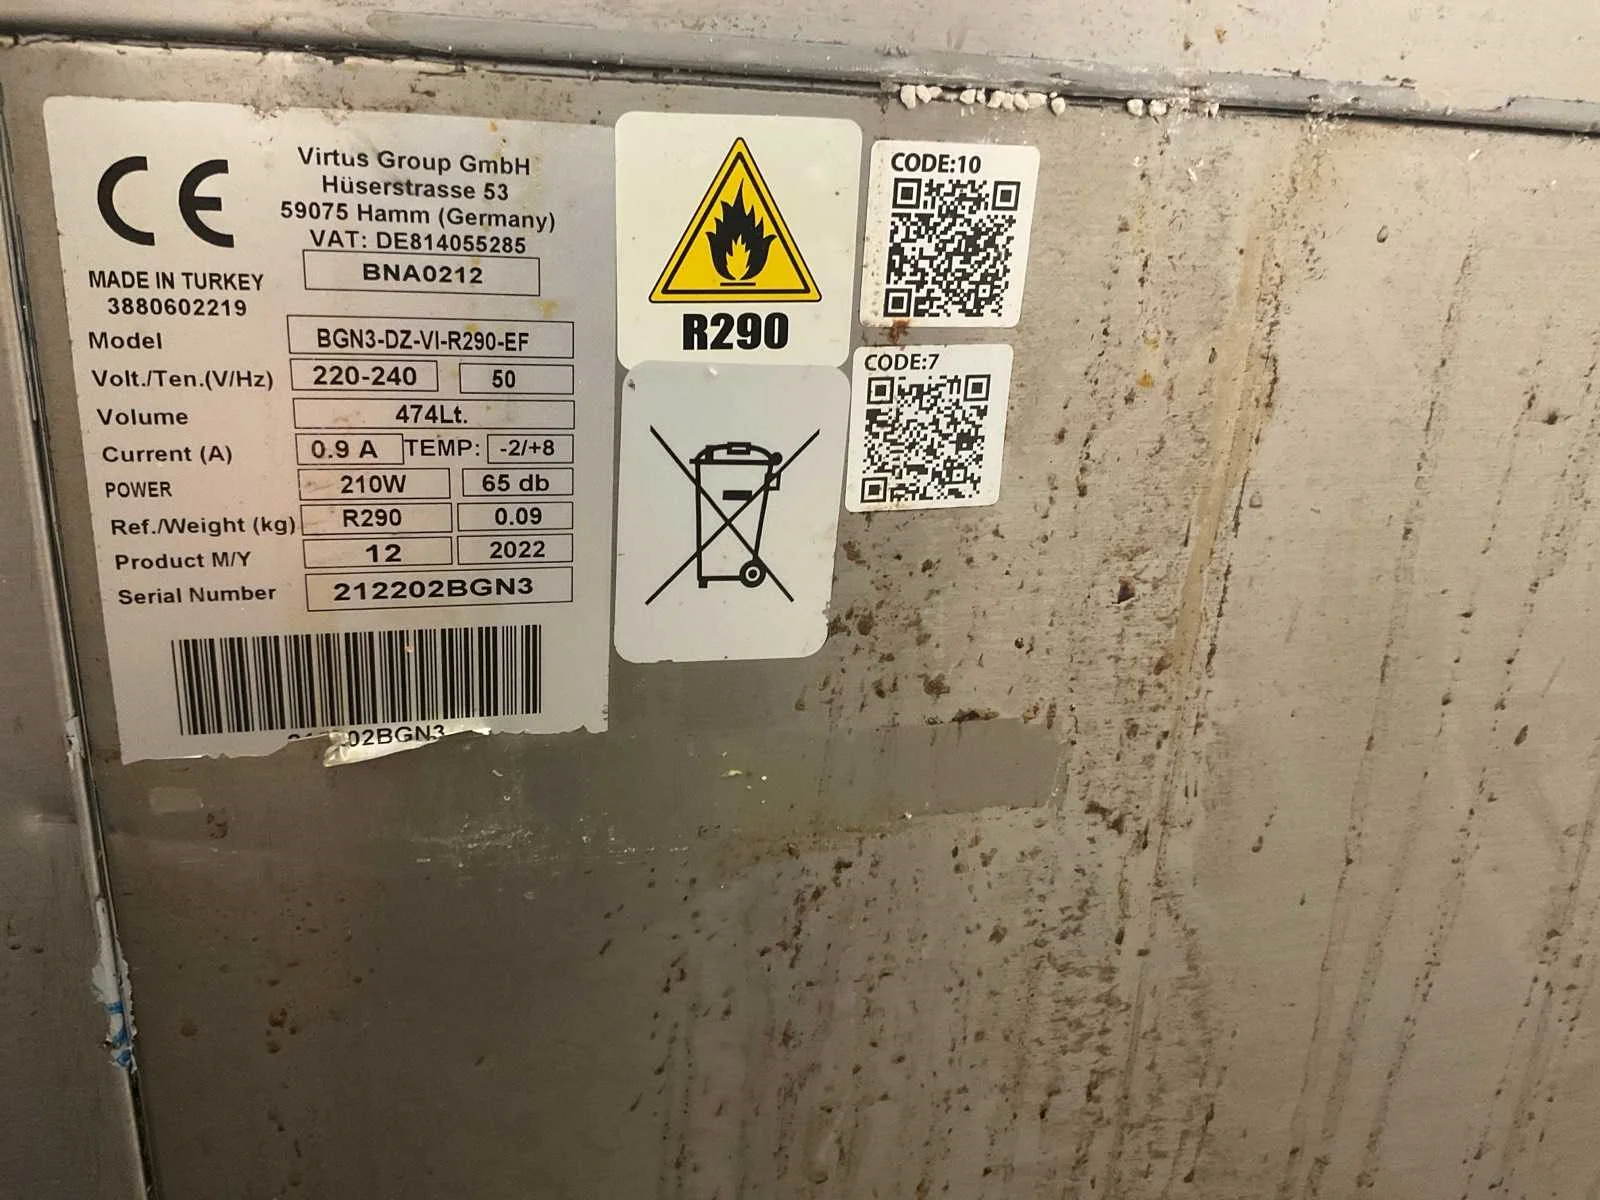 CE
Virtus Group GmbH
Hüserstrasse 53
59075 Hamm (Germany)
VAT: DE814055285
BNA0212
MADE IN TURKEY
3880602219
Model BGN3-DZ-VI-R290-EF
Volt./Ten.(V/Hz) 220-240 50
Volume 474Lt.
Current (A) 0.9 A TEMP: -2/+8
POWER 210W 65 db
Ref./Weight (kg) R290 0.09
Product M/Y 12 2022
Serial Number 212202BGN3
02BGN3
R290
CODE:10
CODE:7